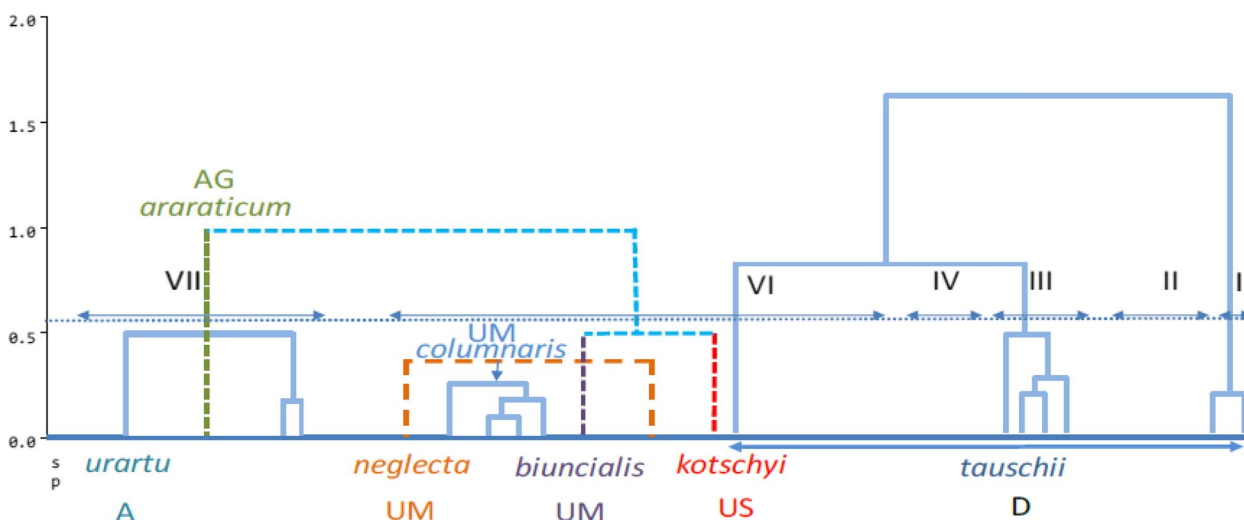 2.0
1.5
AG
araraticum
1.0
VII
VI
IV
III
II
I
0.5
UM
columnaris
0.0
s
p
urartu
neglecta
biuncialis
kotschyi
tauschii
A
UM
UM
US
D